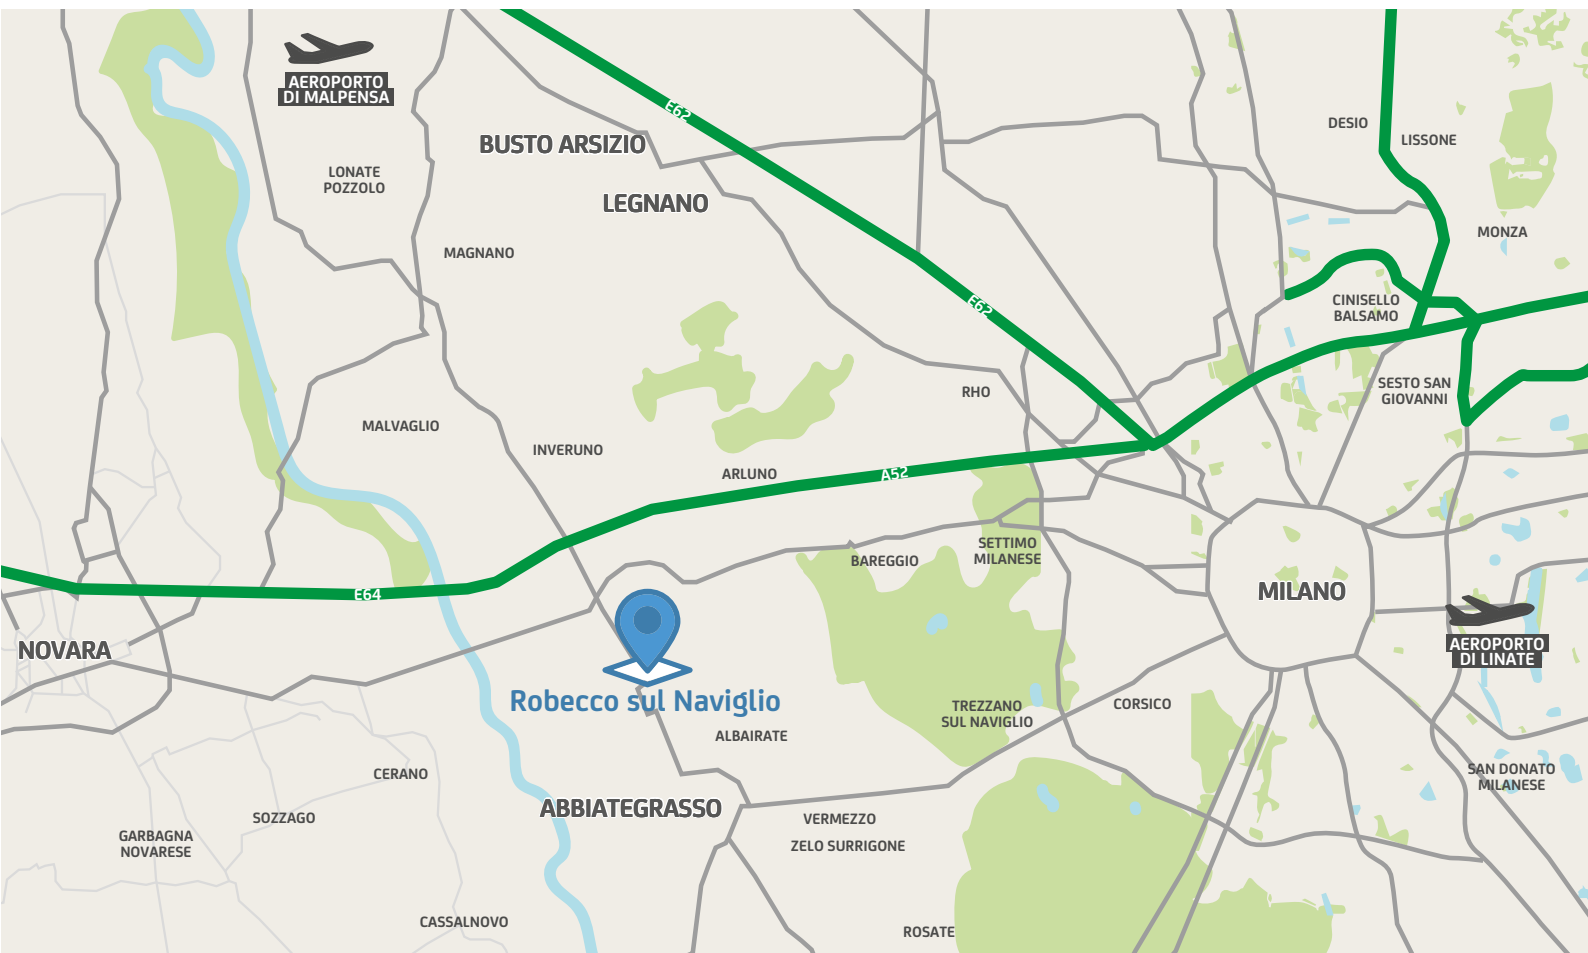 AEROPORTO
DI MALPENSA
E62
DESIO
LISSONE
BUSTO ARSIZIO
LONATE
POZZOLO
LEGNANO
MONZA
MAGNANO
E62
CINISELLO
BALSAMO
RHO
SESTO SAN
GIOVANNI
MALVAGLIO
INVERUNO
ARLUNO
A52
SETTIMO
MILANESE
BAREGGIO
E64
MILANO
NOVARA
AEROPORTO
DI LINATE
Robecco sul Naviglio
TREZZANO
SUL NAVIGLIO
CORSICO
ALBAIRATE
CERANO
SAN DONATO
MILANESE
ABBIATEGRASSO
SOZZAGO
VERMEZZO
GARBAGNA
NOVARESE
ZELO SURRIGONE
CASSALNOVO
ROSATE